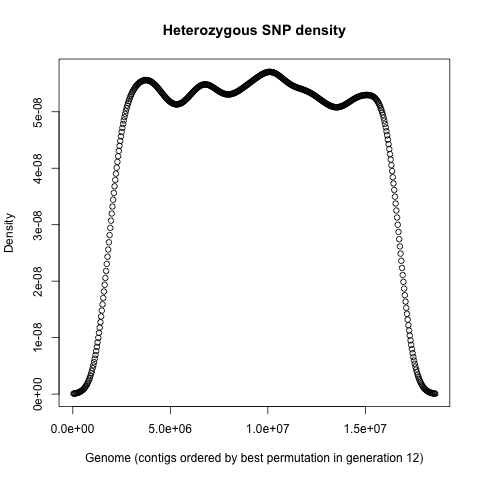 Heterozygous SNP density
Density
5e-08
4e-08
3e-08
2e-08
1e-08
0e+00
0.0e+00 5.0e+06 1.0e+07 1.5e+07
Genome (contigs ordered by best permutation in generation 12)